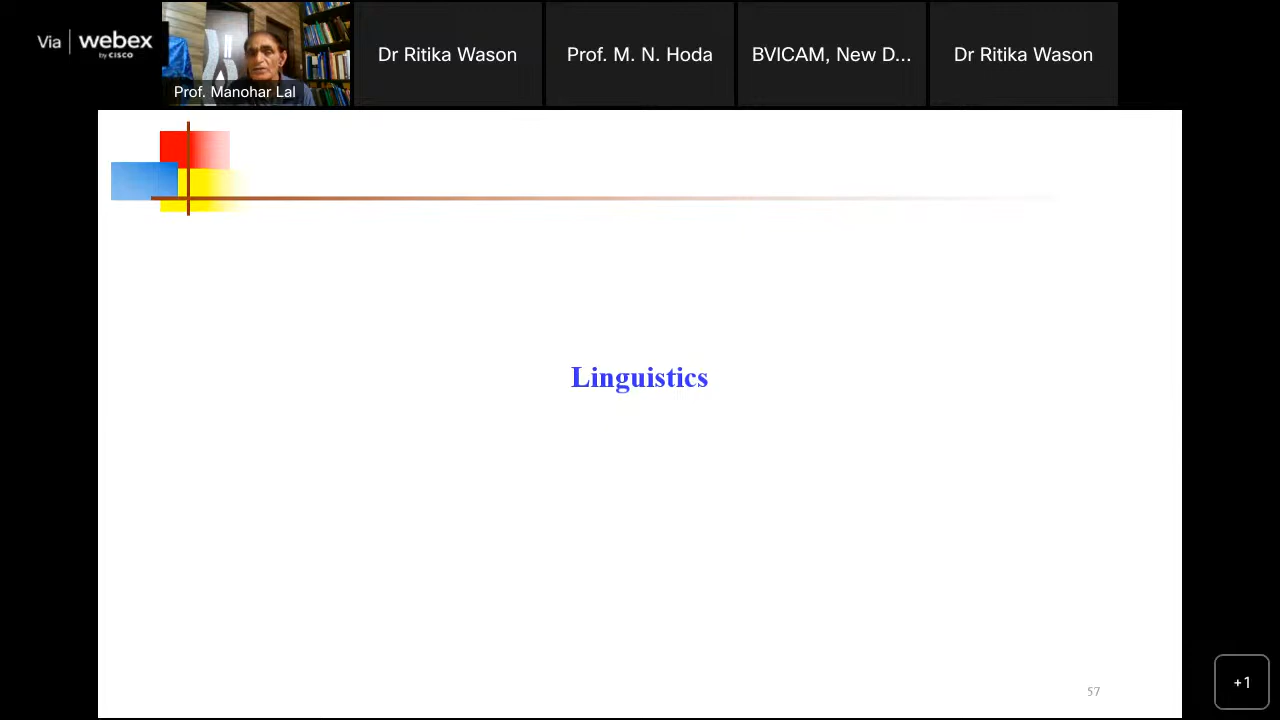 Via webex
by CISCO
Prof. Manohar Lal
Dr Ritika Wason
Prof. M. N. Hoda
BVICAM, New D...
Dr Ritika Wason
Linguistics
57
+1